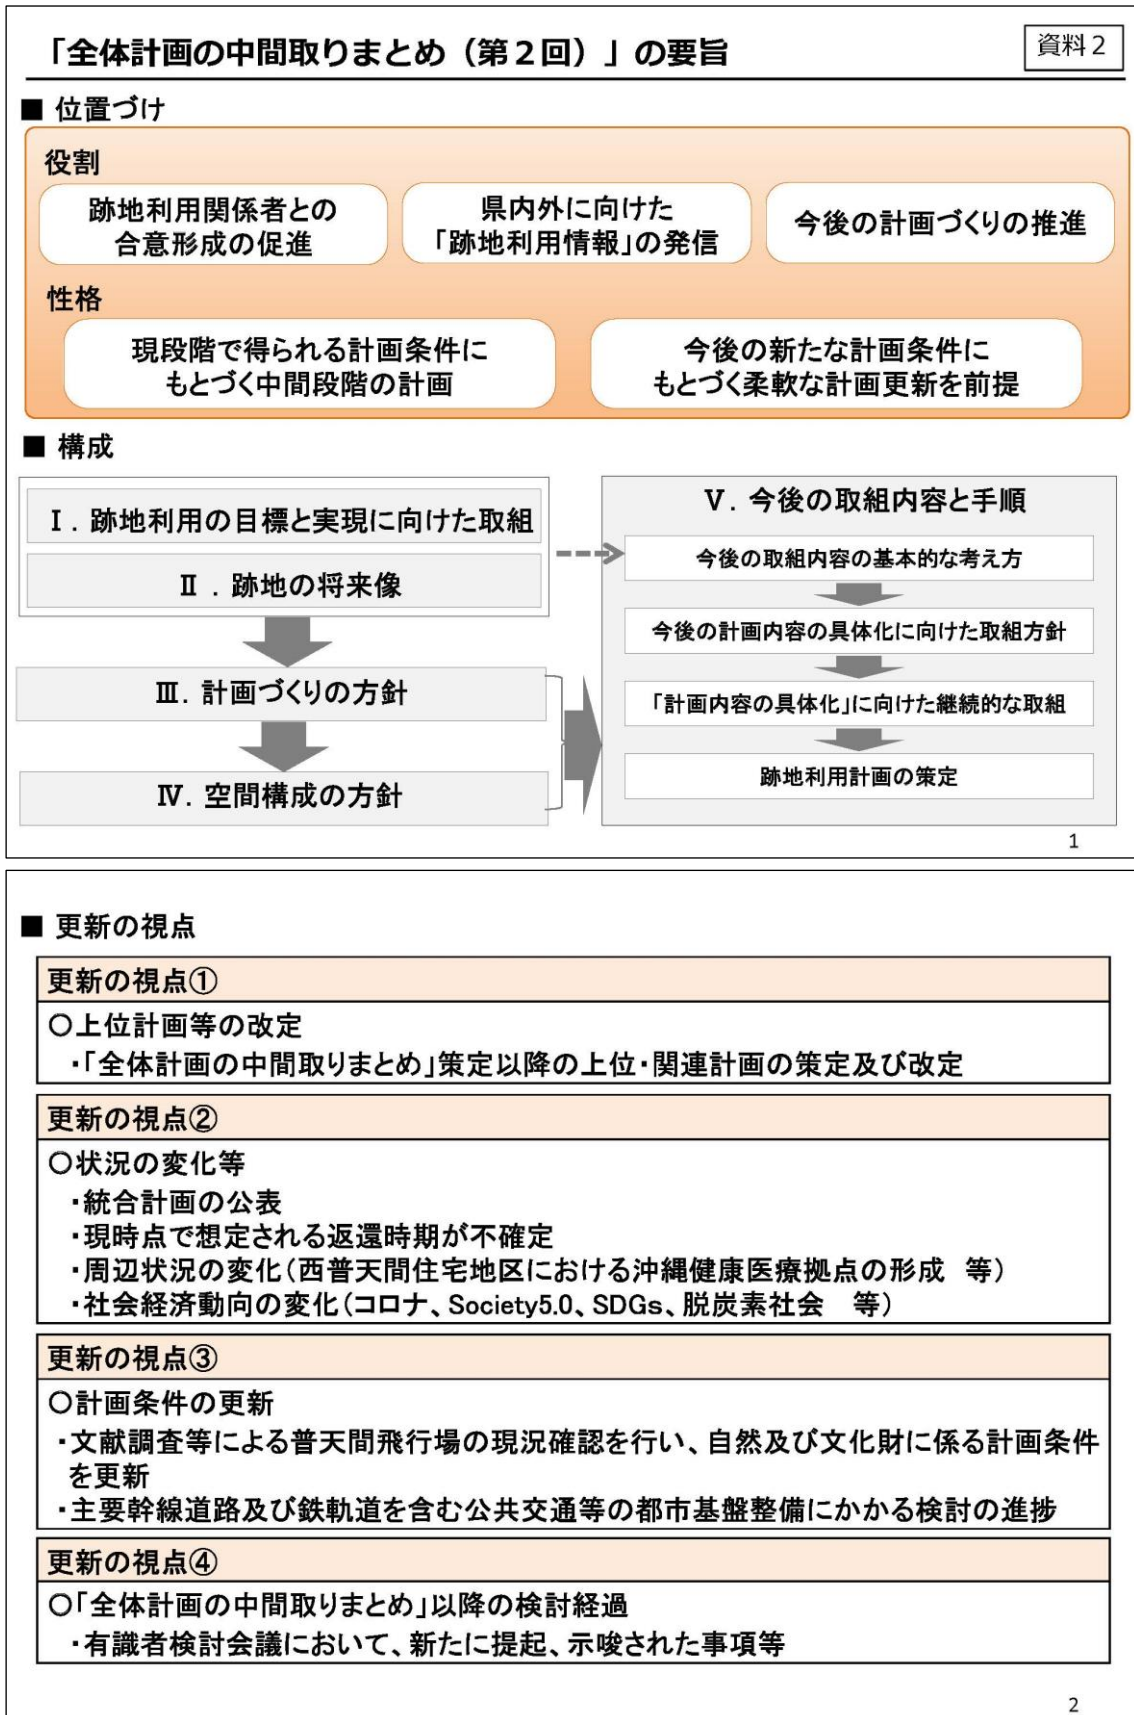 「全体計画の中間取りまとめ（第２回）」の要旨
資料２
■ 位置づけ
役割
跡地利用関係者との
合意形成の促進
県内外に向けた
「跡地利用情報」の発信
今後の計画づくりの推進
性格
現段階で得られる計画条件に
もとづく中間段階の計画
今後の新たな計画条件に
もとづく柔軟な計画更新を前提
■ 構成
Ⅰ．跡地利用の目標と実現に向けた取組
Ⅱ．跡地の将来像
Ⅲ．計画づくりの方針
Ⅳ．空間構成の方針
Ⅴ．今後の取組内容と手順
今後の取組内容の基本的な考え方
今後の計画内容の具体化に向けた取組方針
「計画内容の具体化」に向けた継続的な取組
跡地利用計画の策定
1
■ 更新の視点
更新の視点①
○上位計画等の改定
・「全体計画の中間取りまとめ」策定以降の上位・関連計画の策定及び改定
更新の視点②
○状況の変化等
・統合計画の公表
・現時点で想定される返還時期が不確定
・周辺状況の変化（西普天間住宅地区における沖縄健康医療拠点の形成　等）
・社会経済動向の変化（コロナ、Society5.0、SDGs、脱炭素社会　等）
更新の視点③
○計画条件の更新
・文献調査等による普天間飛行場の現況確認を行い、自然及び文化財に係る計画条件
を更新
・主要幹線道路及び鉄軌道を含む公共交通等の都市基盤整備にかかる検討の進捗
更新の視点④
○「全体計画の中間取りまとめ」以降の検討経過
・有識者検討会議において、新たに提起、示唆された事項等
2